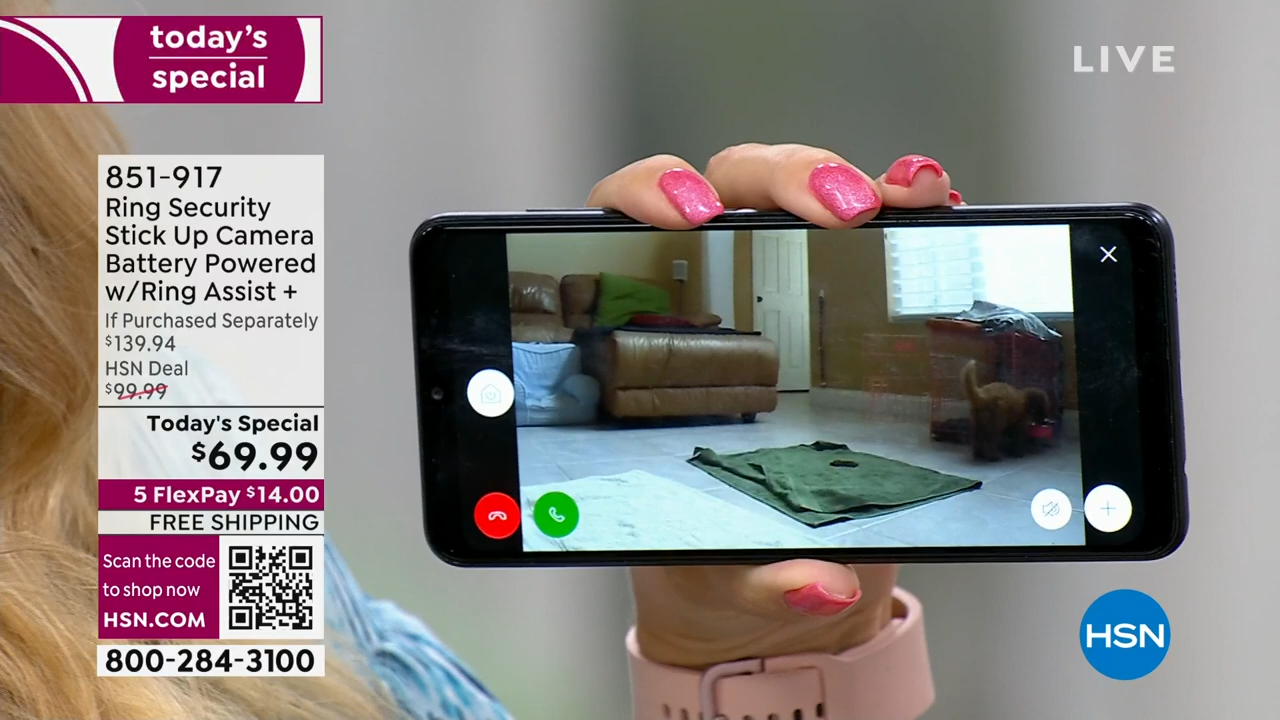 today's
special
LIVE
851-917
Ring Security
Stick Up Camera
Battery Powered
w/Ring Assist +
If Purchased Separately
$139.94
HSN Deal
$99.99
Today's Special
$69.99
5 FlexPay $14.00
FREE SHIPPING
Scan the code
to shop now
HSN.COM
800-284-3100
HSN